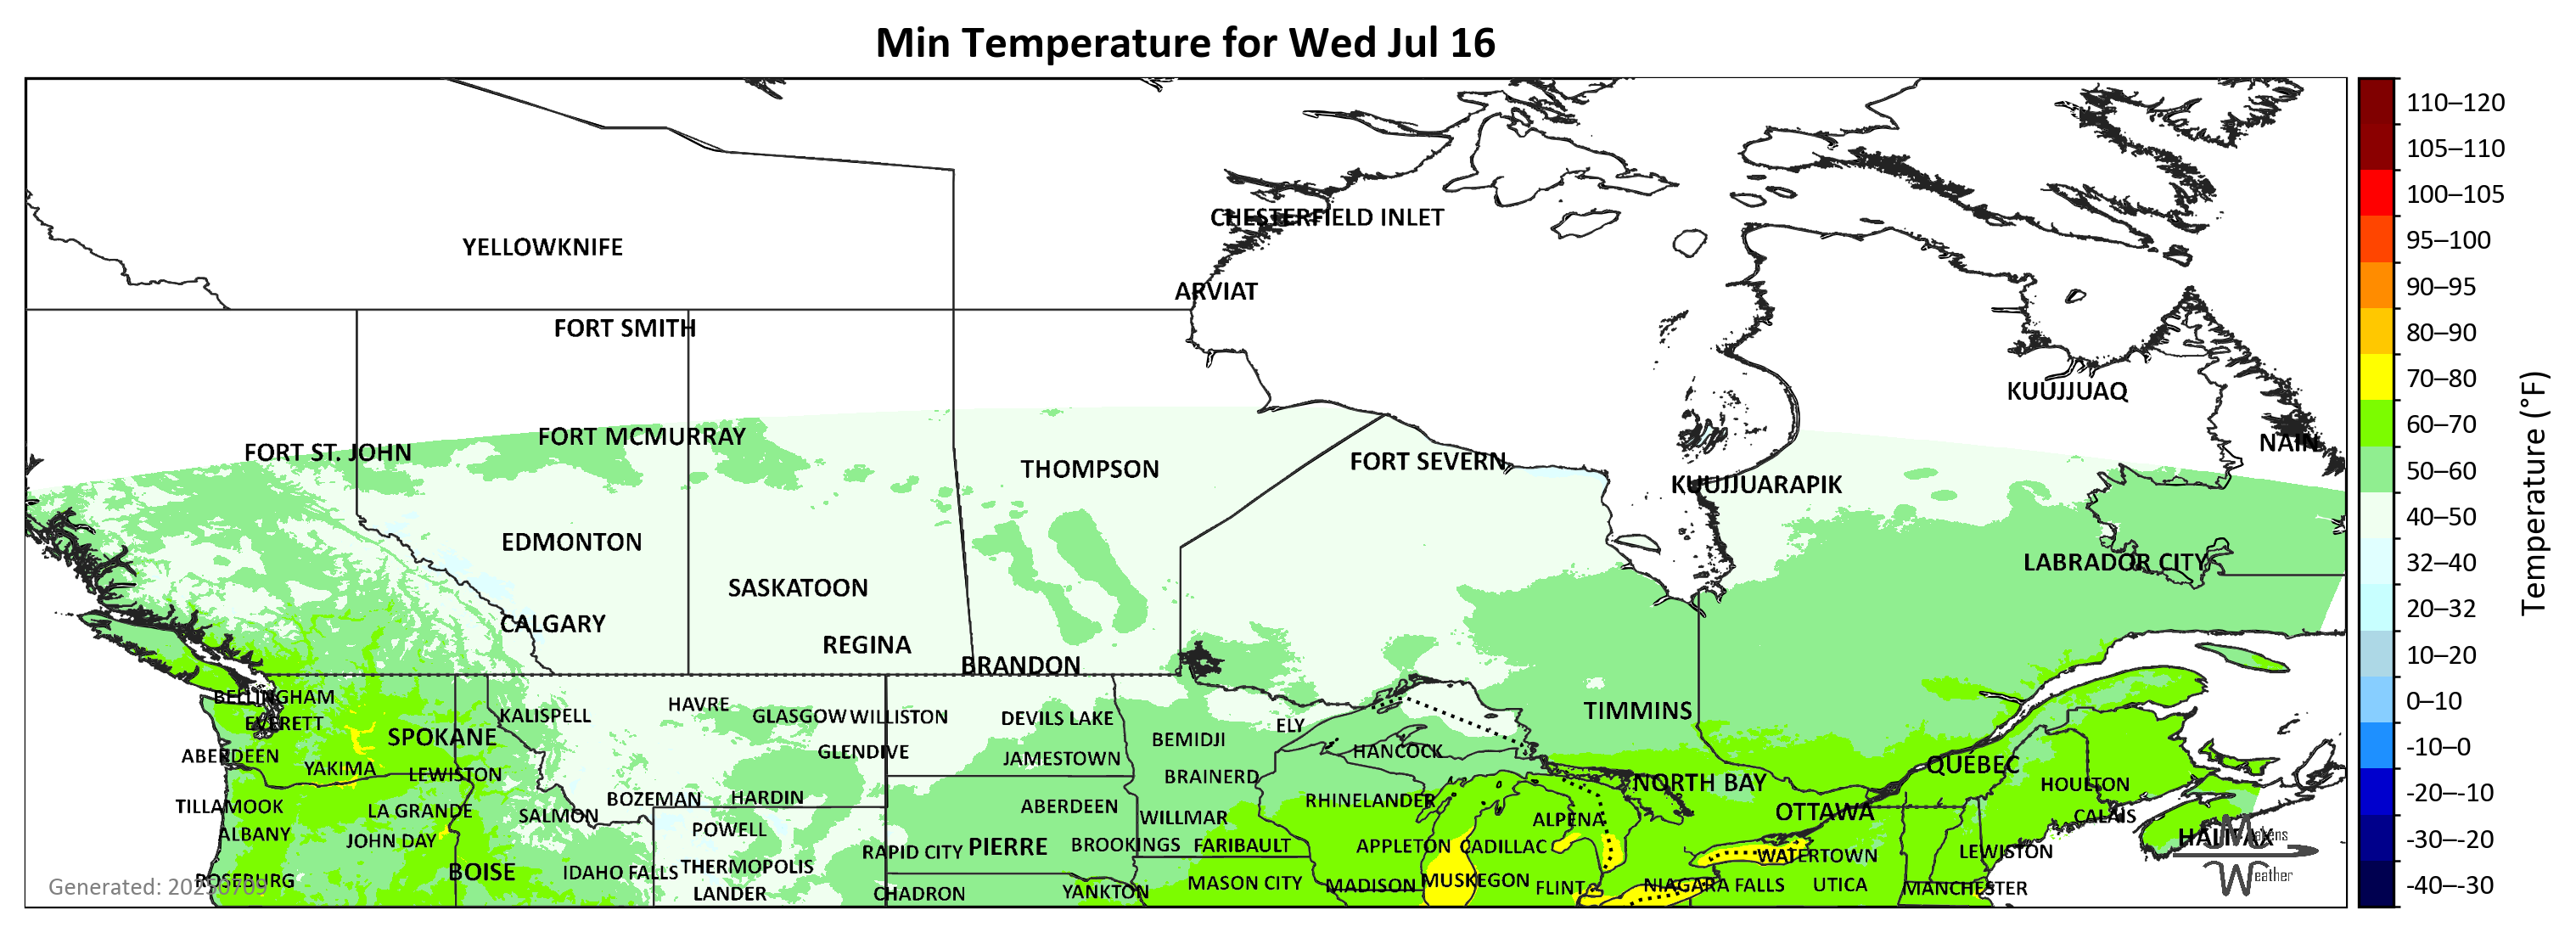 Min Temperature for Wed Jul 16
110–120
105–110
100–105
95–100
90–95
80–90
70–80
60–70
50–60
40–50
32–40
20–32
10–20
0–10
-10–0
-20–-10
-30–-20
-40–-30
Temperature (°F)
CHESTERFIELD INLET
YELLOWKNIFE
ARVIAT
FORT SMITH
KUUJJUAQ
FORT MCMURRAY
NAIN
FORT ST. JOHN
FORT SEVERN
THOMPSON
KUUJJUARAPIK
EDMONTON
LABRADOR CITY
SASKATOON
CALGARY
REGINA
BRANDON
BELLINGHAM
HAVRE
TIMMINS
KALISPELL
GLASGOW
WILLISTON
DEVILS LAKE
EVERETT
ELY
SPOKANE
BEMIDJI
HANCOCK
GLENDIVE
ABERDEEN
JAMESTOWN
QUÉBEC
YAKIMA
LEWISTON
BRAINERD
NORTH BAY
HOULTON
BOZEMAN
HARDIN
RHINELANDER
TILLAMOOK
ABERDEEN
LA GRANDE
OTTAWA
SALMON
WILLMAR
CALAIS
ALPENA
POWELL
ALBANY
HALIFAX
Makens
Weather
JOHN DAY
RAPID CITY
PIERRE
BROOKINGS
FARIBAULT
APPLETON
CADILLAC
LEWISTON
WATERTOWN
THERMOPOLIS
BOISE
IDAHO FALLS
ROSEBURG
MUSKEGON
MASON CITY
MADISON
FLINT
NIAGARA FALLS
UTICA
MANCHESTER
Generated: 20250709
LANDER
CHADRON
YANKTON